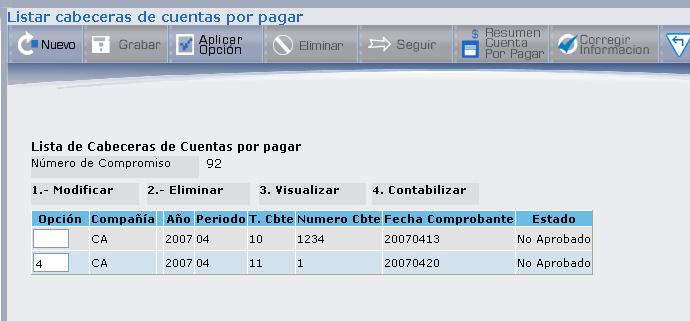 Listar cabeceras de cuentas por pagar
Nuevo Grabar Aplicar Opción Eliminar Seguir $ Resumen Cuenta Por Pagar Corregir Informacion
Lista de Cabeceras de Cuentas por pagar
Número de Compromiso 92
1.- Modificar 2.- Eliminar 3. Visualizar 4. Contabilizar
Opción Compañía Año Periodo T. Cbte Numero Cbte Fecha Comprobante Estado
CA 2007 04 10 1234 20070413 No Aprobado
4 CA 2007 04 11 1 20070420 No Aprobado